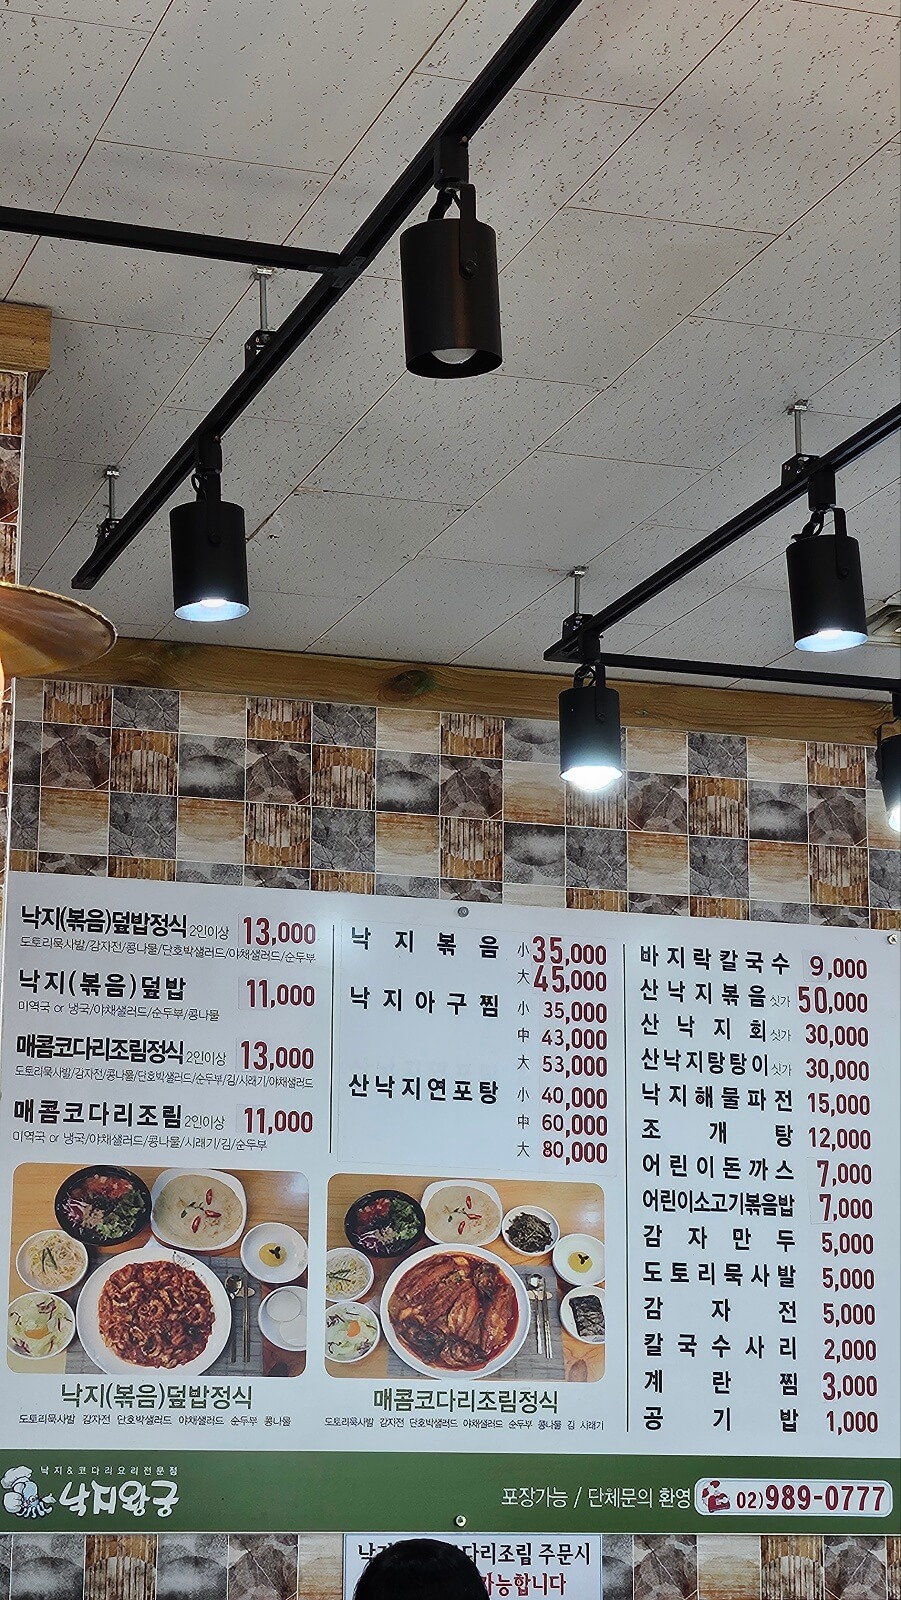 낙지(볶음)덮밥정식 2인이상 13,000
도토리묵사발/감자전/콩나물/단호박샐러드/야채샐러드/순두부
낙지(볶음)덮밥 11,000
미역국 or 냉국/야채샐러드/순두부/콩나물
매콤코다리조림정식 2인이상 13,000
도토리묵사발/감자전/콩나물/단호박샐러드/순두부/김/시래기/야채샐러드
매콤코다리조림 2인이상 11,000
미역국 or 냉국/야채샐러드/콩나물/시래기/김/순두부
낙지볶음 小 35,000
大 45,000
낙지아구찜 小 35,000
中 43,000
大 53,000
산낙지연포탕 小 40,000
中 60,000
大 80,000
바지락칼국수 9,000
산낙지볶음 싯가 50,000
산낙지회 싯가 30,000
산낙지탕탕이 싯가 30,000
낙지해물파전 15,000
조개탕 12,000
어린이돈까스 7,000
어린이소고기볶음밥 7,000
감자만두 5,000
도토리묵사발 5,000
감자전 5,000
칼국수사리 2,000
계란찜 3,000
공기밥 1,000
낙지(볶음)덮밥정식
도토리묵사발 감자전 단호박샐러드 야채샐러드 순두부 콩나물
매콤코다리조림정식
도토리묵사발 감자전 단호박샐러드 야채샐러드 순두부 콩나물 김 시래기
낙지&코다리요리전문점
낙지왕국
포장가능 / 단체문의 환영 02)989-0777
다리조림 주문시
가능합니다